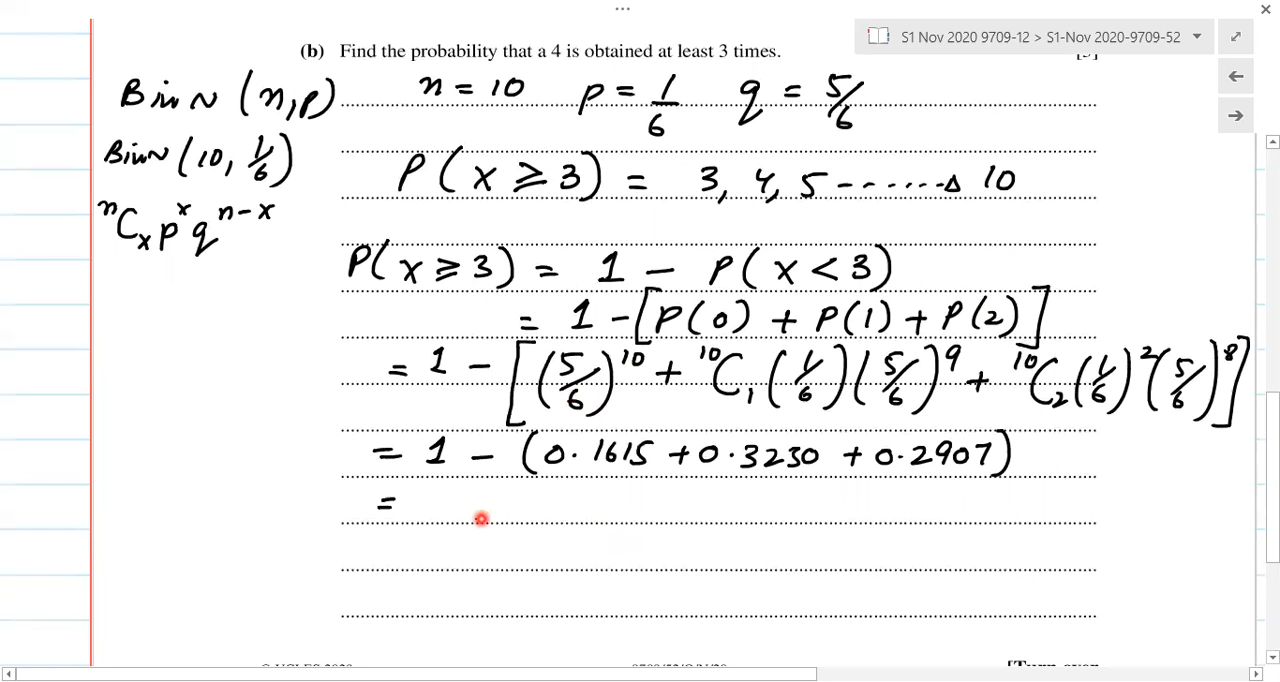 S1 Nov 2020 9709-12 > S1-Nov-2020-9709-52
(b) Find the probability that a 4 is obtained at least 3 times.
BinN (n,p) n = 10 p = 1/6 q = 5/6
BinN (10, 1/6)
P(x ≥ 3) = 3, 4, 5 ------- 10
ⁿCₓ pˣ qⁿ⁻ˣ
P(x ≥ 3) = 1 - P(x < 3)
= 1 - [P(0) + P(1) + P(2)]
= 1 - [(5/6)¹⁰ + ¹⁰C₁ (1/6)(5/6)⁹ + ¹⁰C₂ (1/6)² (5/6)⁸]
= 1 - (0.1615 + 0.3230 + 0.2907)
=